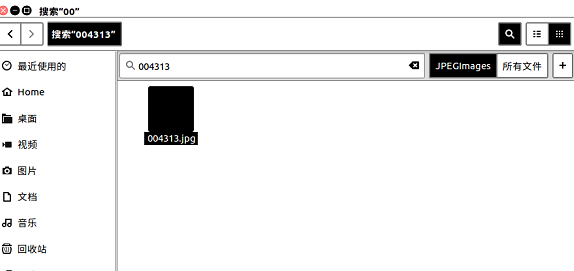 搜索“00”
搜索“004313”
最近使用的
004313
JPEGImages
所有文件
+
Home
桌面
004313.jpg
视频
图片
文档
音乐
回收站